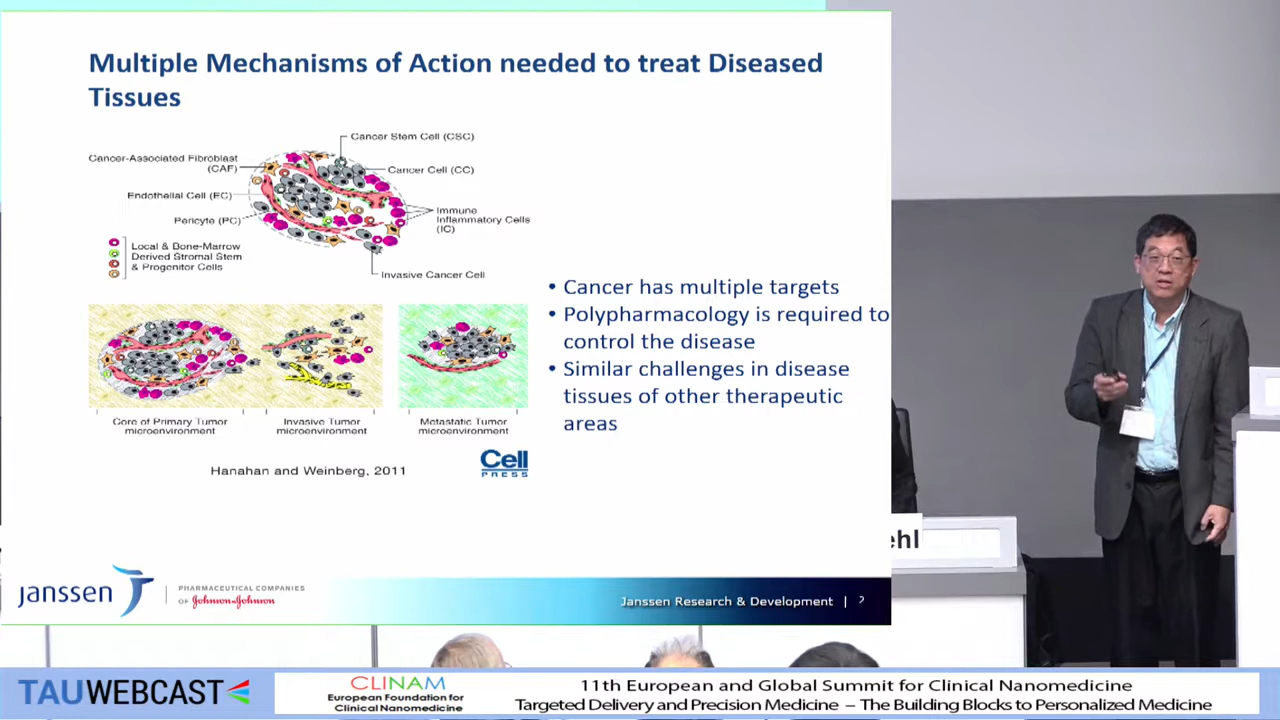 Multiple Mechanisms of Action needed to treat Diseased
Tissues
Cancer Stem Cell (CSC)
Cancer-Associated Fibroblast
(CAF)
Cancer Cell (CC)
Endothelial Cell (EC)
Pericyte (PC)
Immune
Inflammatory Cells
(IC)
Local & Bone-Marrow
Derived Stromal Stem
& Progenitor Cells
Invasive Cancer Cell
Core of Primary Tumor
microenvironment
Invasive Tumor
microenvironment
Metastatic Tumor
microenvironment
Hanahan and Weinberg, 2011
Cell
PRESS
• Cancer has multiple targets
• Polypharmacology is required to
control the disease
• Similar challenges in disease
tissues of other therapeutic
areas
janssen
PHARMACEUTICAL COMPANIES
OF Johnson & Johnson
Janssen Research & Development | 2
ehl
TAUWEBCAST
CLINAM
European Foundation for
Clinical Nanomedicine
11th European and Global Summit for Clinical Nanomedicine
Targeted Delivery and Precision Medicine – The Building Blocks to Personalized Medicine